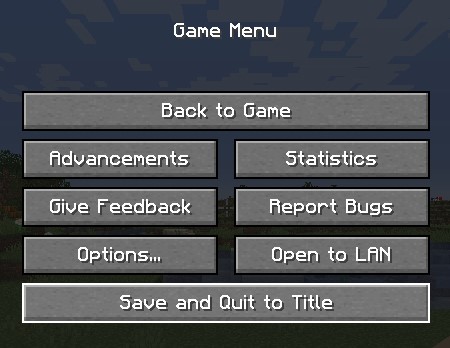 Game Menu
Back to Game
Advancements
Statistics
Give Feedback
Report Bugs
Options...
Open to LAN
Save and Quit to Title